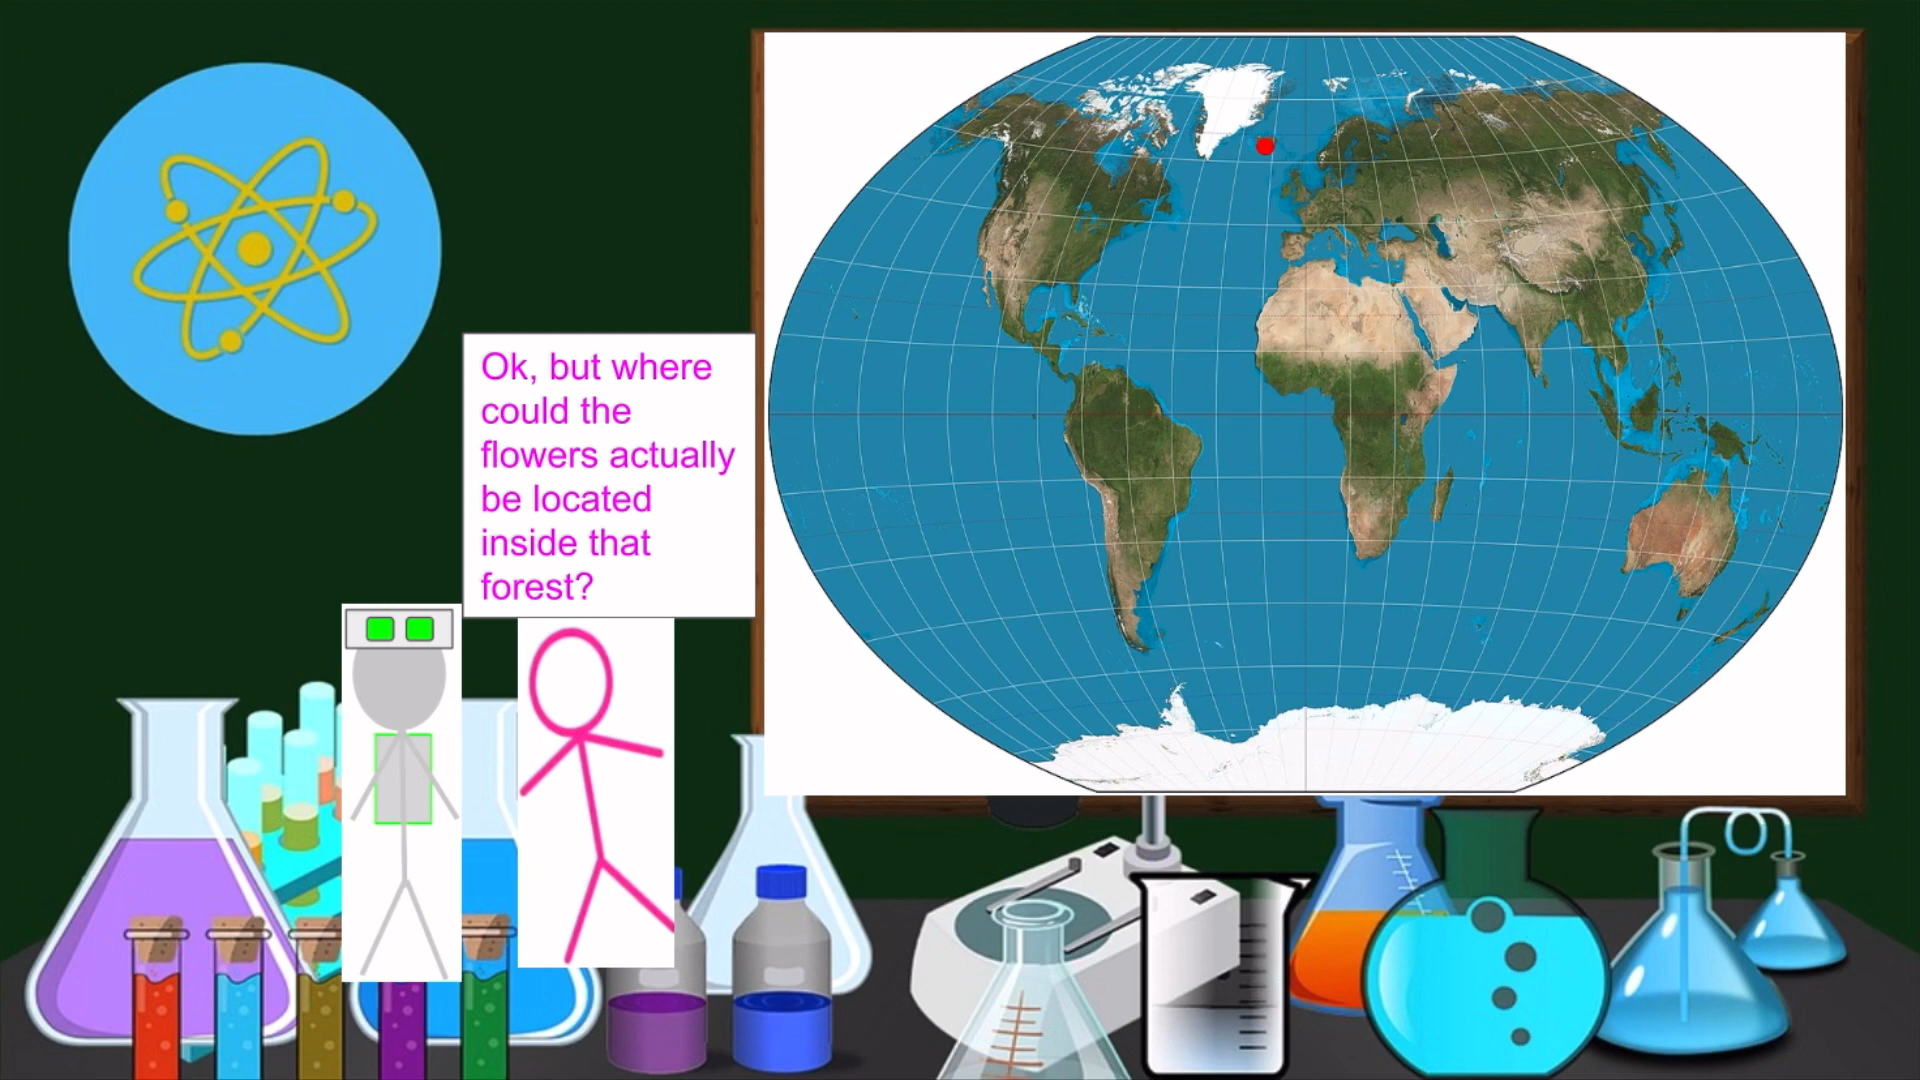 Ok, but where
could the
flowers actually
be located
inside that
forest?